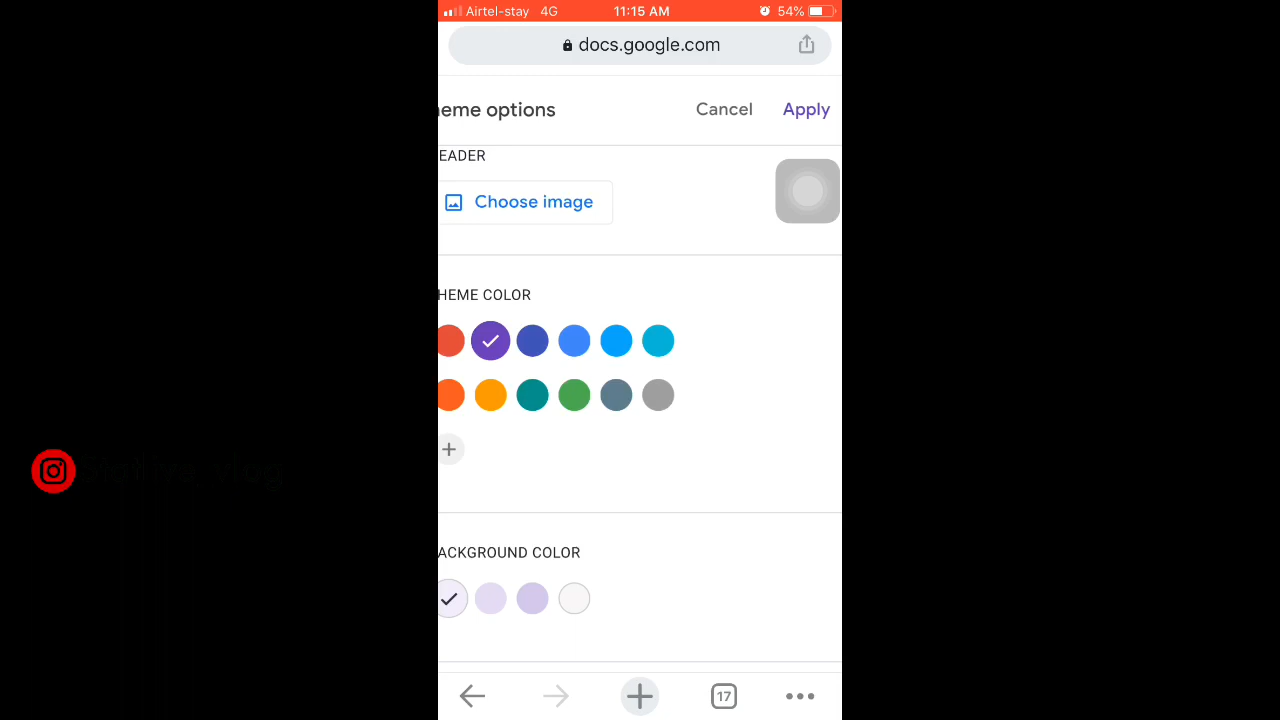 Airtel-stay 4G 11:15 AM 54%
docs.google.com
eme options Cancel Apply
EADER
Choose image
HEME COLOR
ACKGROUND COLOR
17